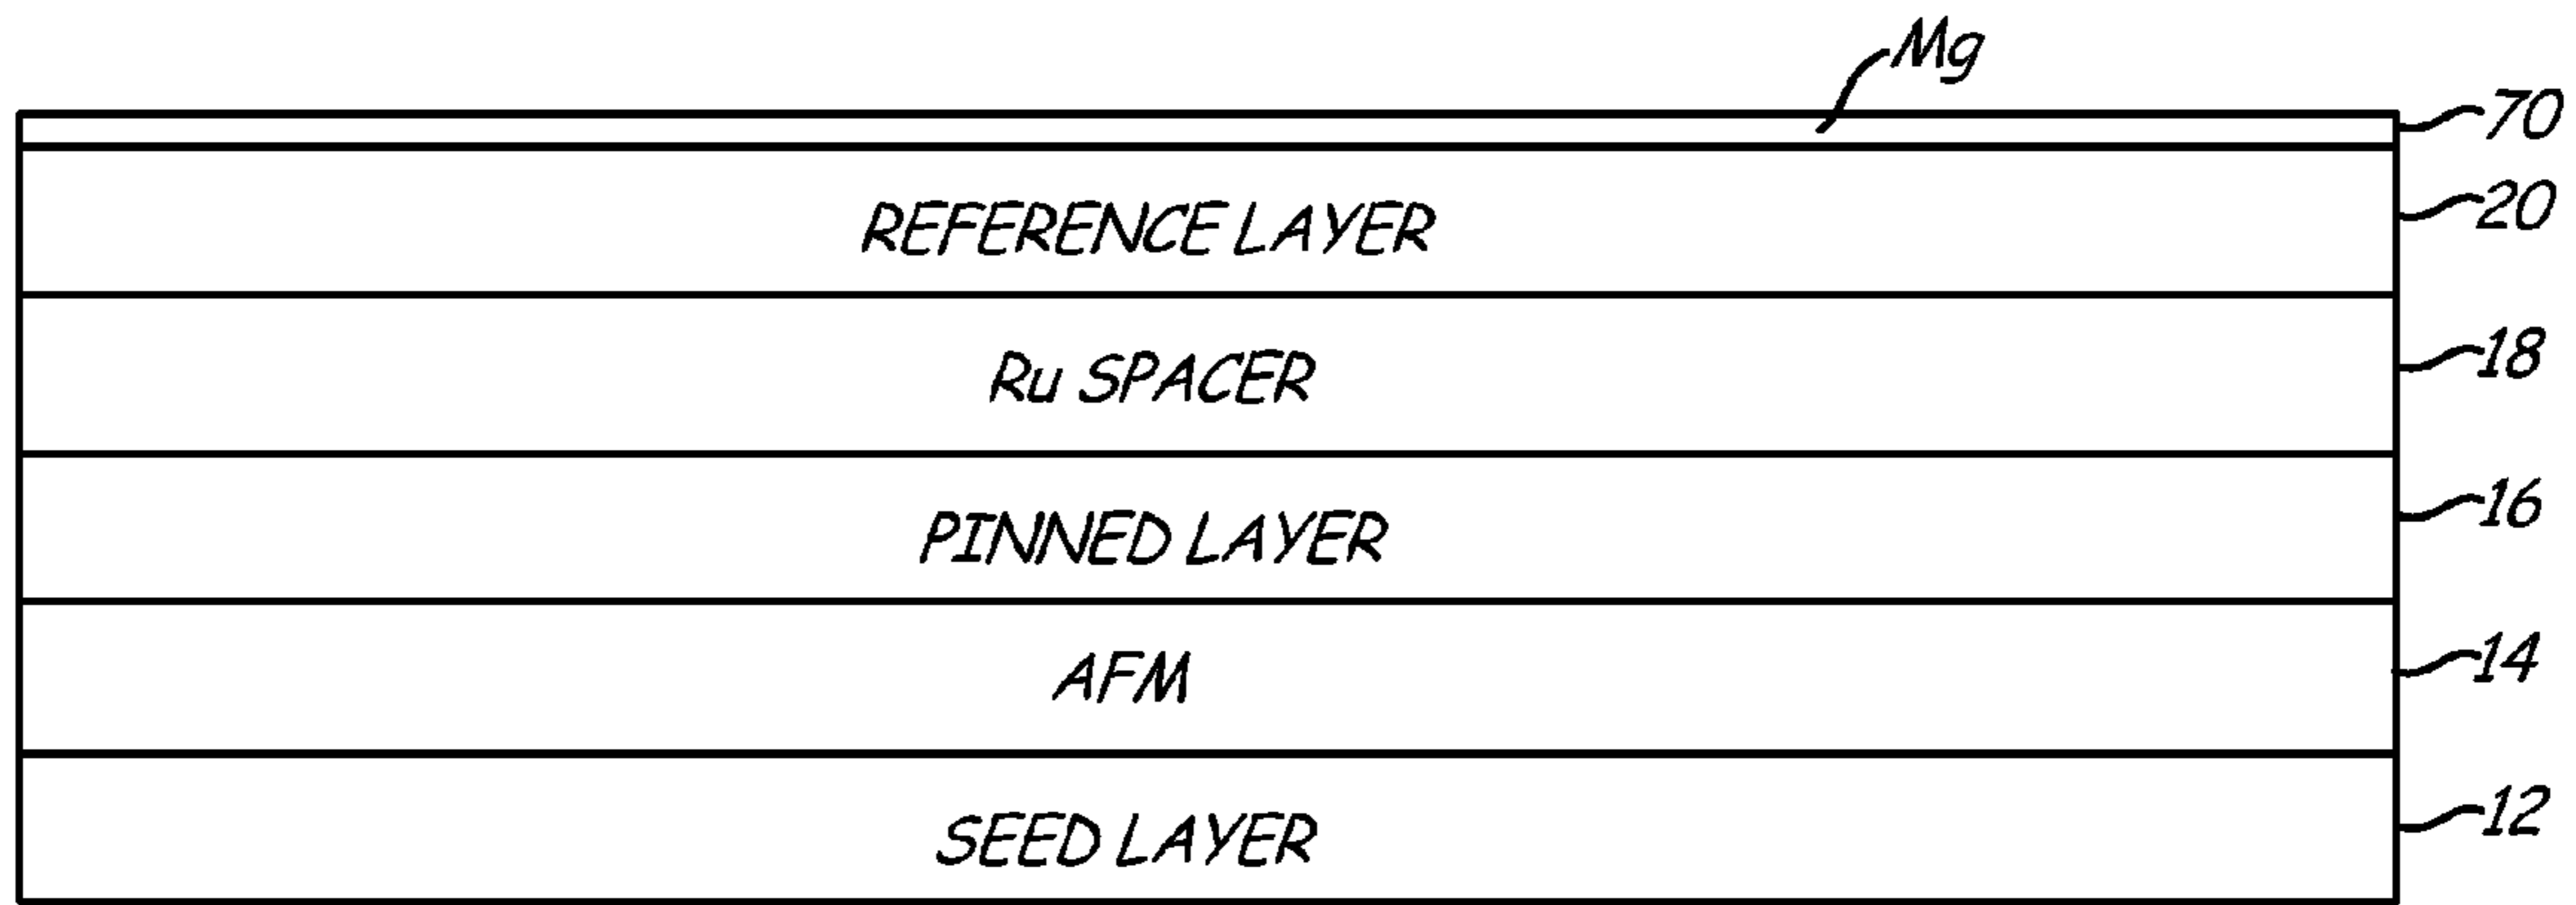 Mg
70
REFERENCE LAYER 20
Ru SPACER 18
PINNED LAYER 16
AFM 14
SEED LAYER 12